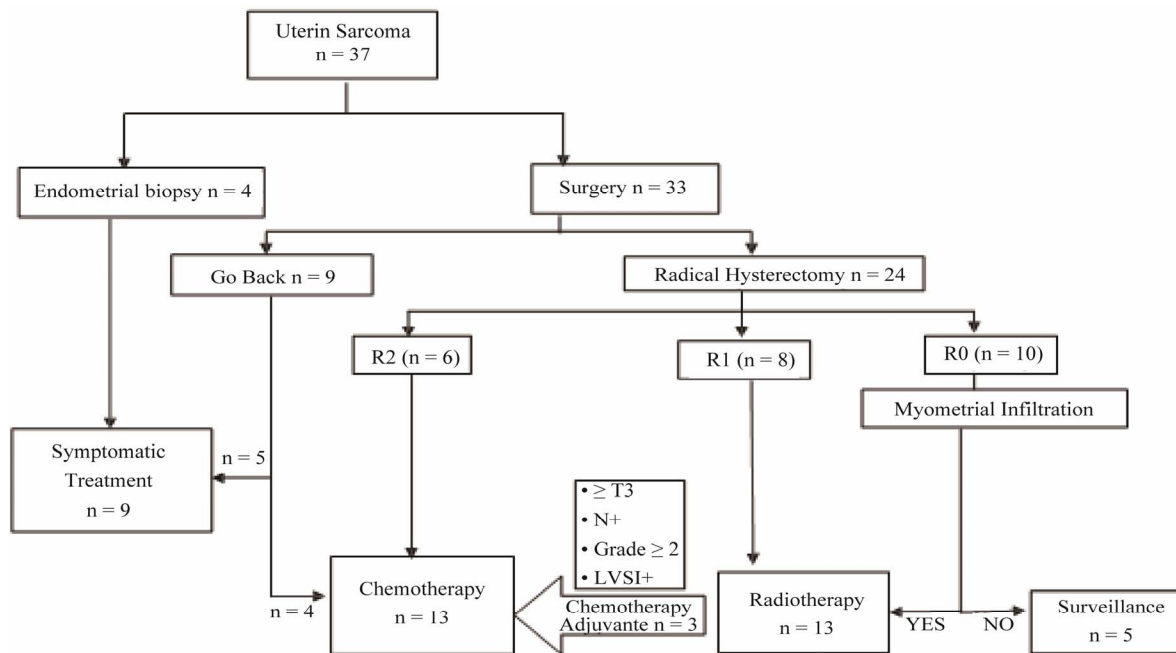 Uterin Sarcoma
n = 37
Endometrial biopsy n = 4
Surgery n = 33
Go Back n = 9
Radical Hysterectomy n = 24
R2 (n = 6)
R1 (n = 8)
R0 (n = 10)
Myometrial Infiltration
Symptomatic
Treatment
n = 9
n = 5
• ≥ T3
• N+
• Grade ≥ 2
• LVSI+
n = 4
Chemotherapy
n = 13
Chemotherapy
Adjuvante n = 3
Radiotherapy
n = 13
YES
NO
Surveillance
n = 5